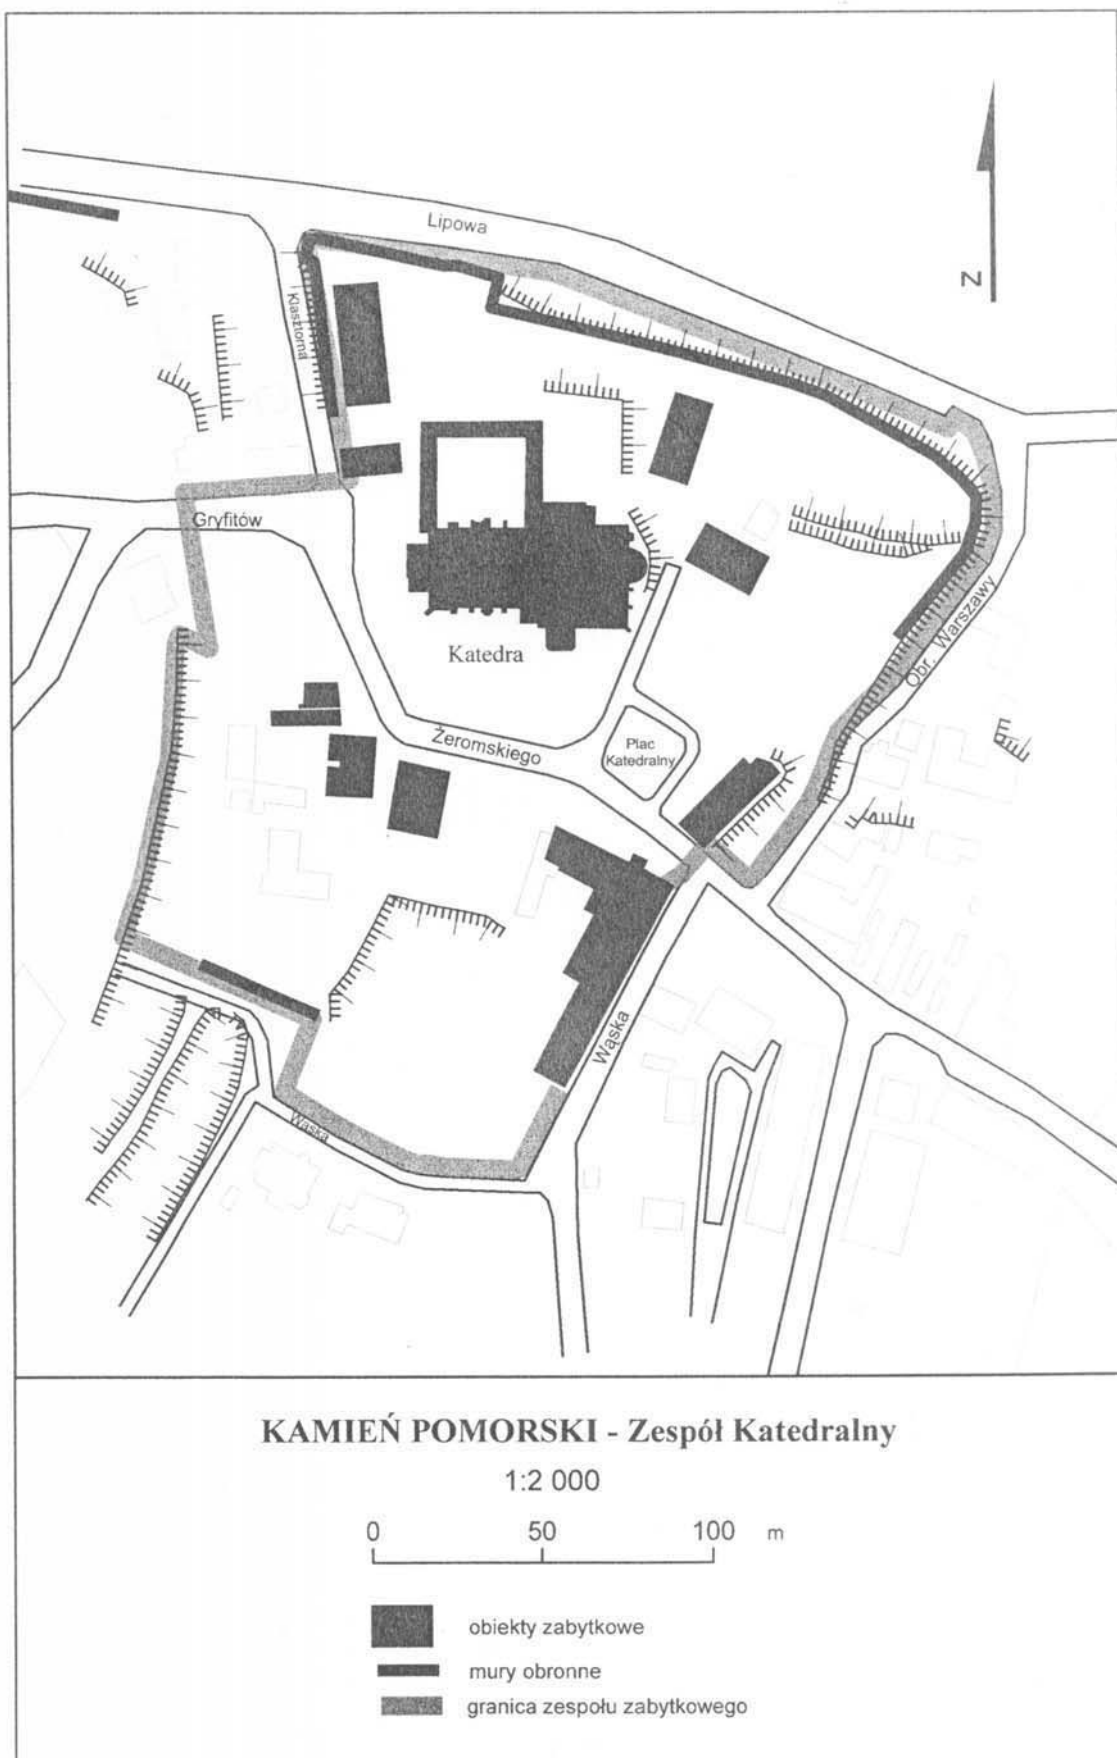 Lipowa
N
Klasztorna
Gryfitów
Obr. Warszawy
Katedra
Żeromskiego
Plac
Katedralny
Wąska
Wąska
KAMIEŃ POMORSKI - Zespół Katedralny
1:2 000
0 50 100 m
obiekty zabytkowe
mury obronne
granica zespołu zabytkowego